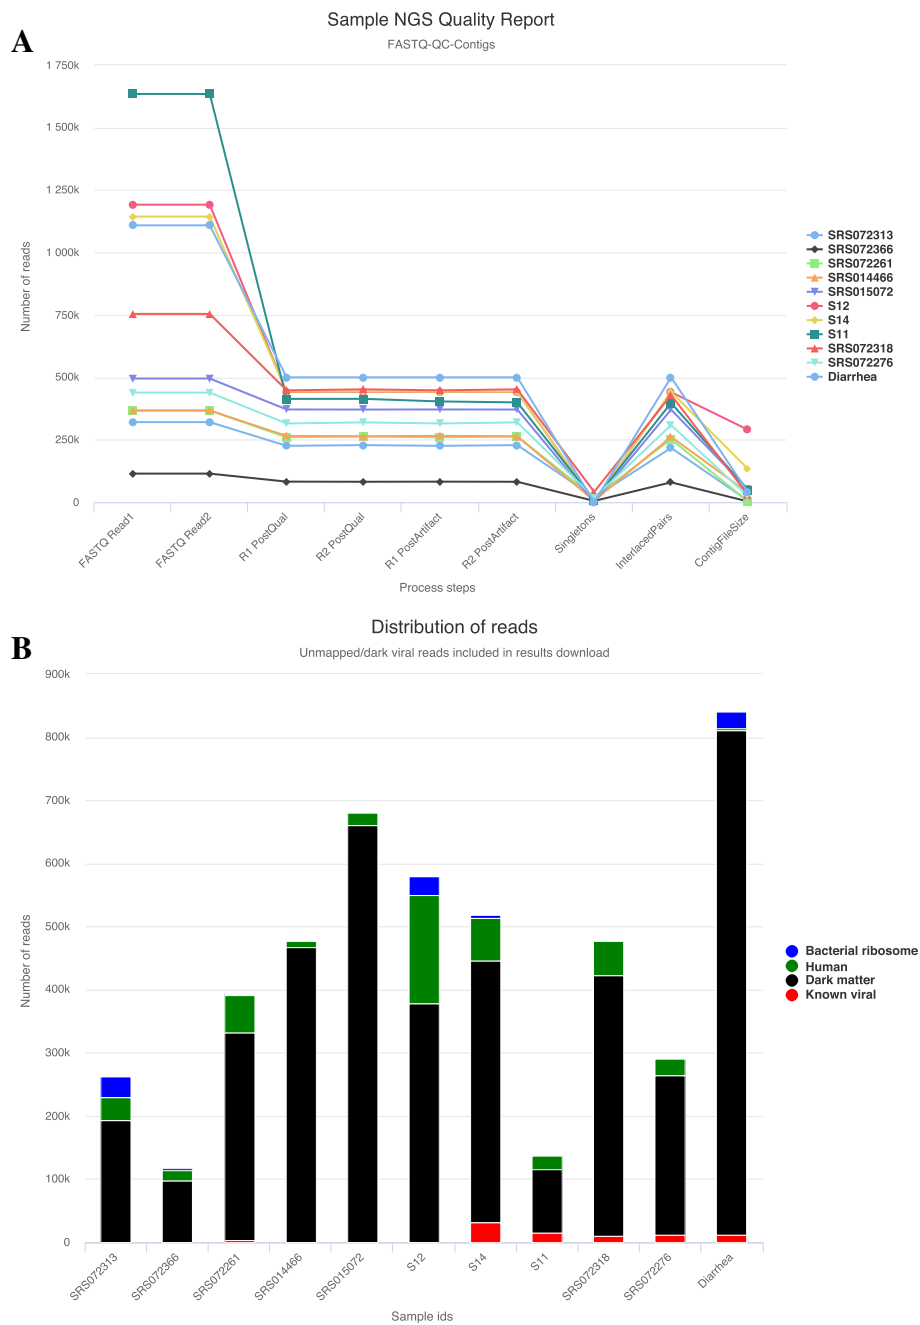 A
Sample NGS Quality Report
FASTQ-QC-Contigs
1 750k
1 500k
1 250k
1 000k
750k
500k
250k
0
Number of reads
FASTQ Read1
FASTQ Read2
R1 PostQual
R2 PostQual
R1 PostArtifact
R2 PostArtifact
Singletons
InterlacedPairs
ContigFileSize
Process steps
SRS072313
SRS072366
SRS072261
SRS014466
SRS015072
S12
S14
S11
SRS072318
SRS072276
Diarrhea
B
Distribution of reads
Unmapped/dark viral reads included in results download
900k
800k
700k
600k
500k
400k
300k
200k
100k
0
Number of reads
SRS072313
SRS072366
SRS072261
SRS014466
SRS015072
S12
S14
S11
SRS072318
SRS072276
Diarrhea
Sample ids
Bacterial ribosome
Human
Dark matter
Known viral